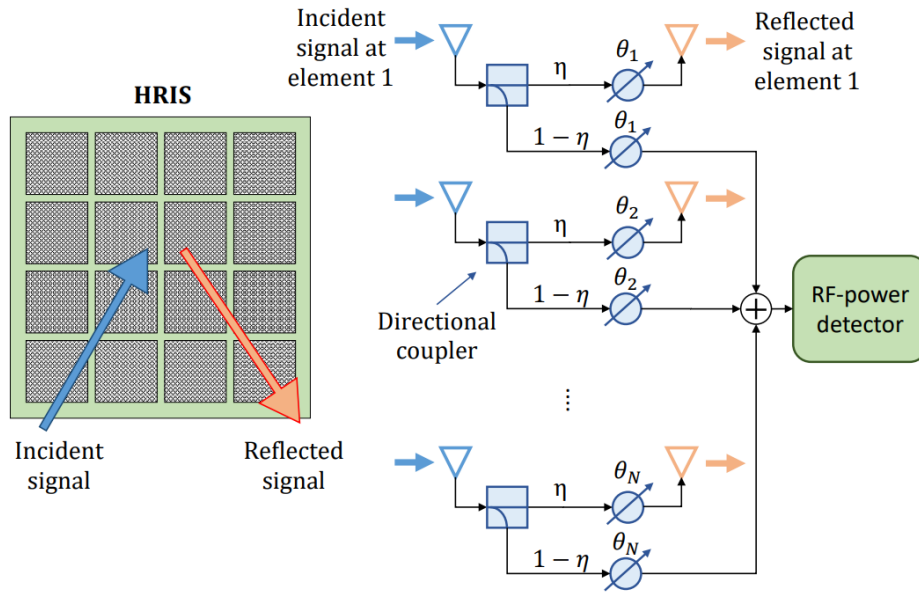 HRIS
Incident
signal
Reflected
signal
Incident
signal at
element 1
η
θ1
Reflected
signal at
element 1
1 − η
θ1
η
θ2
1 − η
θ2
Directional
coupler
+
RF-power
detector
⋮
η
θN
1 − η
θN